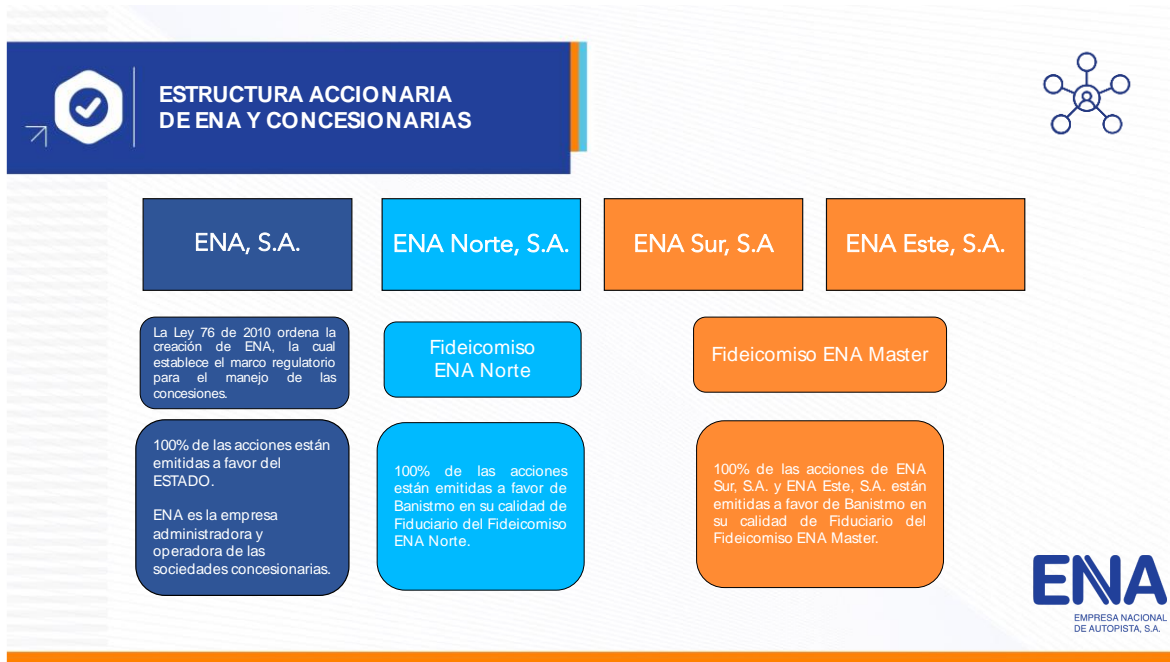 ESTRUCTURA ACCIONARIA
DE ENA Y CONCESIONARIAS
ENA, S.A.
ENA Norte, S.A.
ENA Sur, S.A
ENA Este, S.A.
La Ley 76 de 2010 ordena la
creación de ENA, la cual
establece el marco regulatorio
para el manejo de las
concesiones.
Fideicomiso
ENA Norte
Fideicomiso ENA Master
100% de las acciones están
emitidas a favor del
ESTADO.
ENA es la empresa
administradora y
operadora de las
sociedades concesionarias.
100% de las acciones
están emitidas a favor de
Banistmo en su calidad de
Fiduciario del Fideicomiso
ENA Norte.
100% de las acciones de ENA
Sur, S.A. y ENA Este, S.A. están
emitidas a favor de Banistmo en
su calidad de Fiduciario del
Fideicomiso ENA Master.
ENA
EMPRESA NACIONAL
DE AUTOPISTA, S.A.